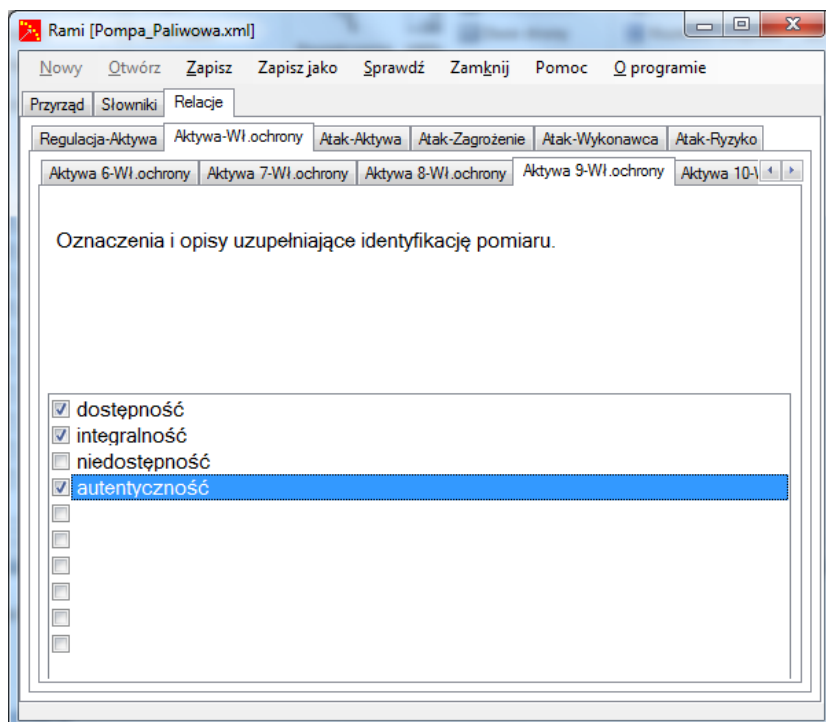 Rami [Pompa_Paliwowa.xml]
Nowy Otwórz Zapisz Zapisz jako Sprawdź Zamknij Pomoc O programie
Przyrząd Słowniki Relacje
Regulacja-Aktywa Aktywa-Wł.ochrony Atak-Aktywa Atak-Zagrożenie Atak-Wykonawca Atak-Ryzyko
Aktywa 6-Wł.ochrony Aktywa 7-Wł.ochrony Aktywa 8-Wł.ochrony Aktywa 9-Wł.ochrony Aktywa 10-
Oznaczenia i opisy uzupełniające identyfikację pomiaru.
dostępność
integralność
niedostępność
autentyczność